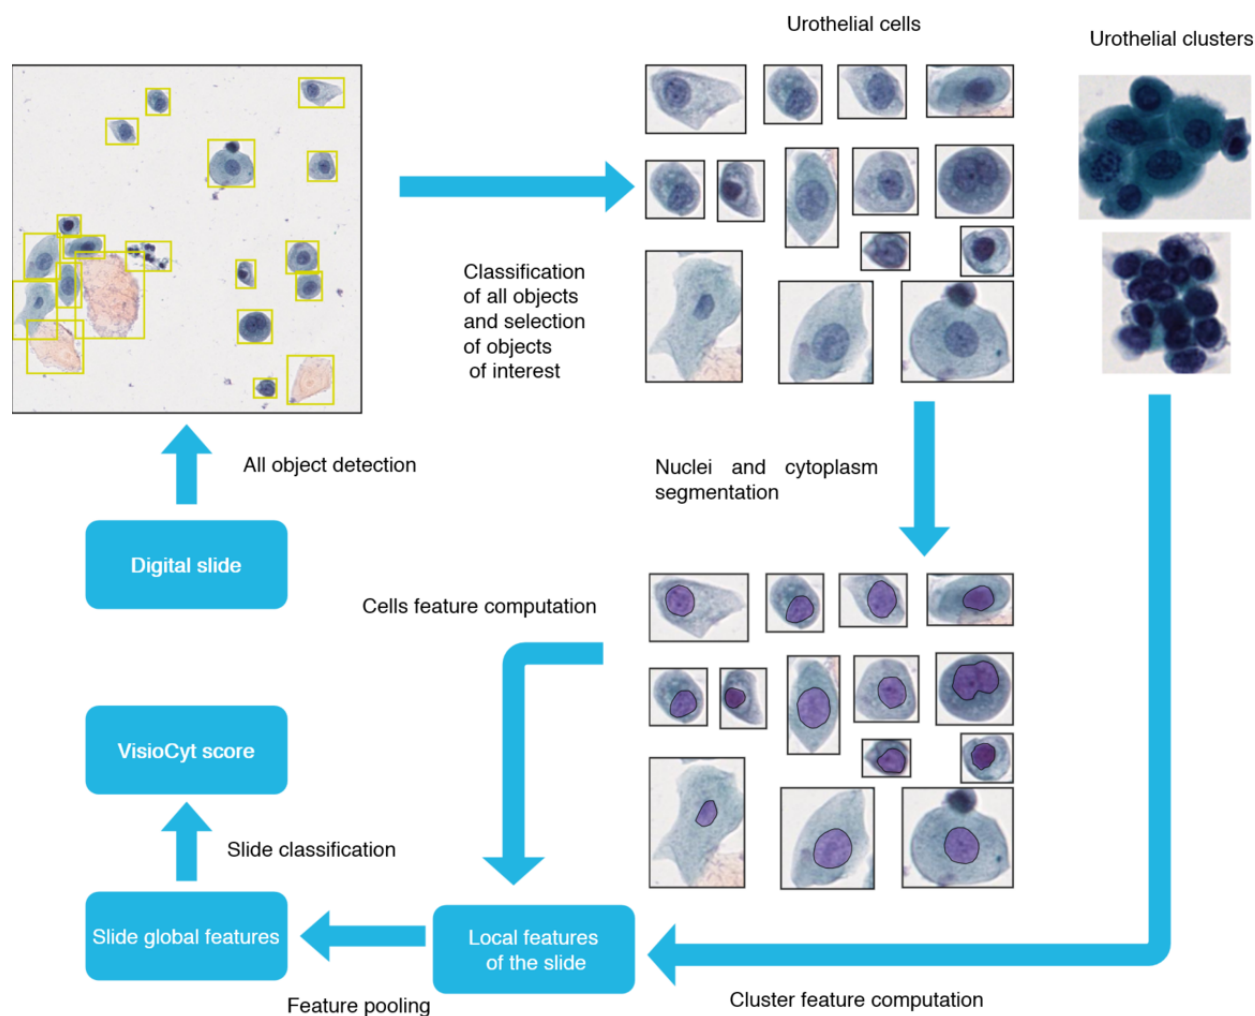 Urothelial cells
Urothelial clusters
Classification
of all objects
and selection
of objects
of interest
All object detection
Nuclei and cytoplasm
segmentation
Digital slide
Cells feature computation
VisioCyt score
Slide classification
Slide global features
Local features
of the slide
Feature pooling
Cluster feature computation